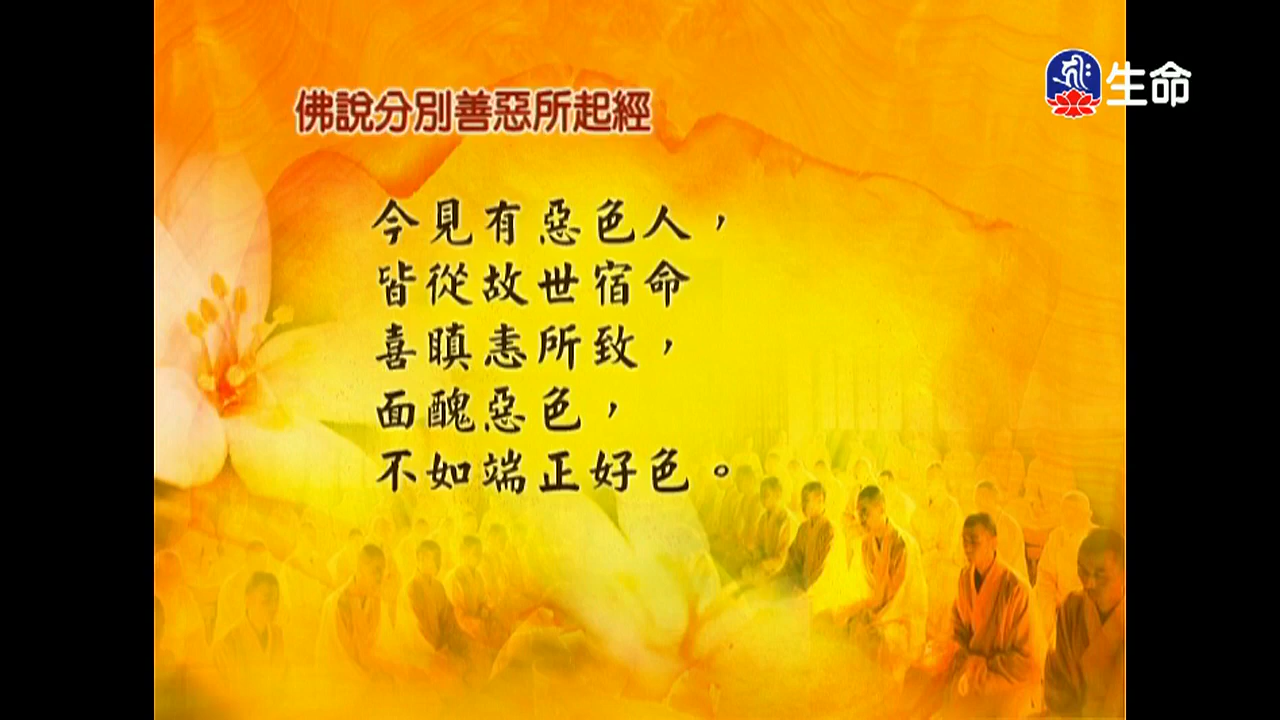 生命
佛說分別善惡所起經
今見有惡色人，
皆從故世宿命
喜瞋恚所致，
面醜惡色，
不如端正好色。